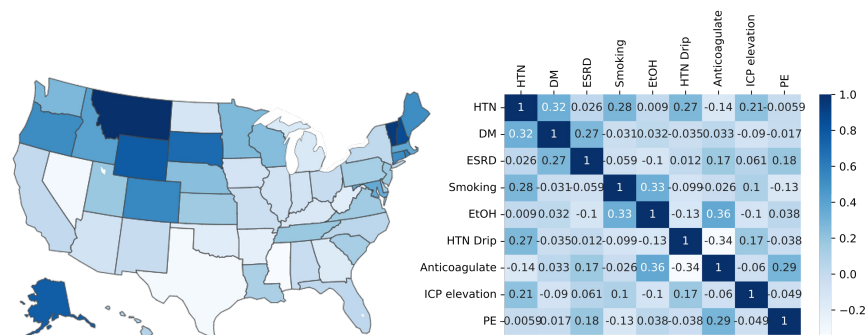 HTN DM ESRD Smoking EtOH HTN Drip Anticoagulate ICP elevation PE
HTN 1 0.32 0.026 0.28 0.009 0.27 -0.14 0.21 -0.0059 1.0
DM 0.32 1 0.27 -0.031 0.032 -0.035 0.033 -0.09 -0.017 0.8
ESRD -0.026 0.27 1 -0.059 -0.1 0.012 0.17 0.061 0.18 0.6
Smoking 0.28 -0.031 -0.059 1 0.33 -0.099 -0.026 0.1 -0.13 0.4
EtOH -0.009 0.032 -0.1 0.33 1 -0.13 0.36 -0.1 0.038 0.2
HTN Drip 0.27 -0.035 0.012 -0.099 -0.13 1 -0.34 0.17 -0.038
Anticoagulate -0.14 0.033 0.17 -0.026 0.36 -0.34 1 -0.06 0.29 0.0
ICP elevation 0.21 -0.09 0.061 0.1 -0.1 0.17 -0.06 1 -0.049
PE -0.0059 0.017 0.18 -0.13 0.038 -0.038 0.29 -0.049 1 -0.2